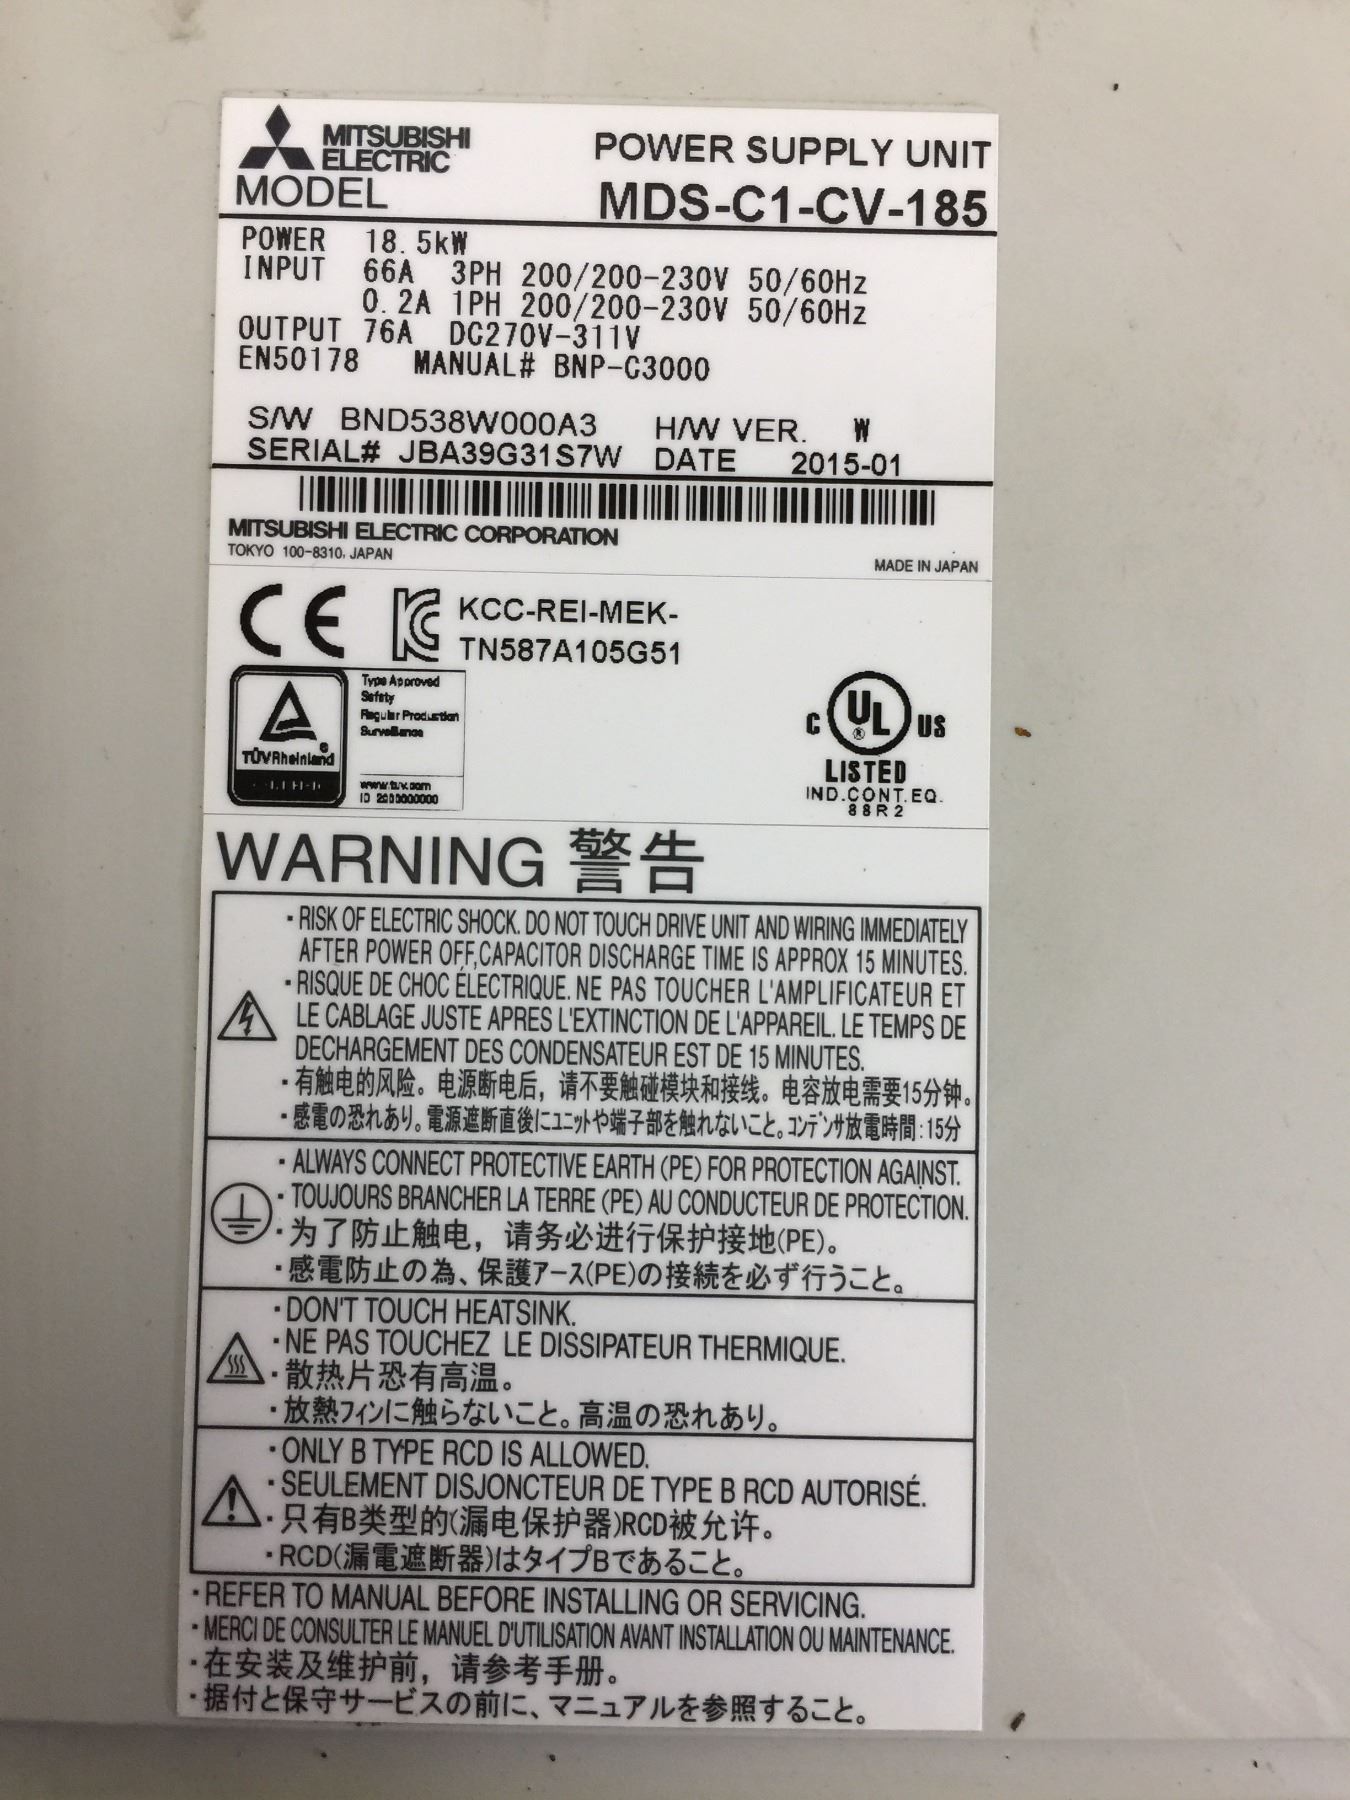 MITSUBISHI
ELECTRIC
POWER SUPPLY UNIT
MODEL MDS-C1-CV-185
POWER 18.5kW
INPUT 66A 3PH 200/200-230V 50/60Hz
0.2A 1PH 200/200-230V 50/60Hz
OUTPUT 76A DC270V-311V
EN50178 MANUAL# BNP-C3000
S/W BND538W000A3 H/W VER. W
SERIAL# JBA39G31S7W DATE 2015-01
MITSUBISHI ELECTRIC CORPORATION
TOKYO 100-8310, JAPAN
MADE IN JAPAN
CE KC KCC-REI-MEK-
TN587A105G51
Type Approved
Safety
Regular Production
Surveillance
TÜVRheinland ®
www.tuv.com
ID 2000000000
C UL ® US
LISTED
IND.CONT.EQ.
88R2
WARNING 警告
・RISK OF ELECTRIC SHOCK. DO NOT TOUCH DRIVE UNIT AND WIRING IMMEDIATELY
AFTER POWER OFF,CAPACITOR DISCHARGE TIME IS APPROX 15 MINUTES.
・RISQUE DE CHOC ÉLECTRIQUE. NE PAS TOUCHER L'AMPLIFICATEUR ET
LE CABLAGE JUSTE APRES L'EXTINCTION DE L'APPAREIL. LE TEMPS DE
DECHARGEMENT DES CONDENSATEUR EST DE 15 MINUTES.
・有触电的风险。电源断电后，请不要触碰模块和接线。电容放电需要15分钟。
・感電の恐れあり。電源遮断直後にユニットや端子部を触れないこと。コンデンサ放電時間：15分
・ALWAYS CONNECT PROTECTIVE EARTH (PE) FOR PROTECTION AGAINST.
・TOUJOURS BRANCHER LA TERRE (PE) AU CONDUCTEUR DE PROTECTION.
・为了防止触电，请务必进行保护接地(PE)。
・感電防止の為、保護アース(PE)の接続を必ず行うこと。
・DON'T TOUCH HEATSINK.
・NE PAS TOUCHEZ LE DISSIPATEUR THERMIQUE.
・散热片恐有高温。
・放熱フィンに触らないこと。高温の恐れあり。
・ONLY B TYPE RCD IS ALLOWED.
・SEULEMENT DISJONCTEUR DE TYPE B RCD AUTORISÉ.
・只有B类型的(漏电保护器)RCD被允许。
・RCD(漏電遮断器)はタイプBであること。
・REFER TO MANUAL BEFORE INSTALLING OR SERVICING.
・MERCI DE CONSULTER LE MANUEL D'UTILISATION AVANT INSTALLATION OU MAINTENANCE.
・在安装及维护前，请参考手册。
・据付と保守サービスの前に、マニュアルを参照すること。